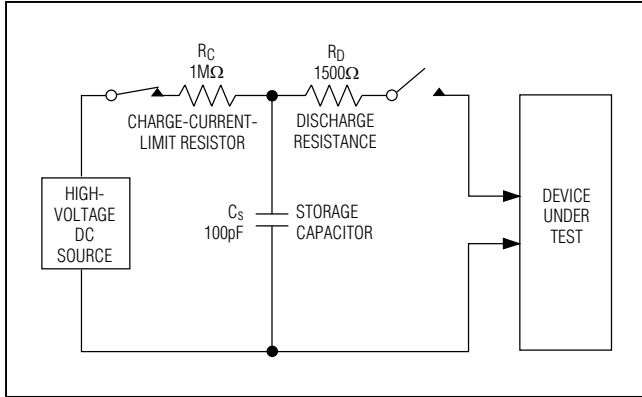 R_C
1MΩ
CHARGE-CURRENT-
LIMIT RESISTOR
R_D
1500Ω
DISCHARGE
RESISTANCE
HIGH-
VOLTAGE
DC
SOURCE
C_s
100pF
STORAGE
CAPACITOR
DEVICE
UNDER
TEST